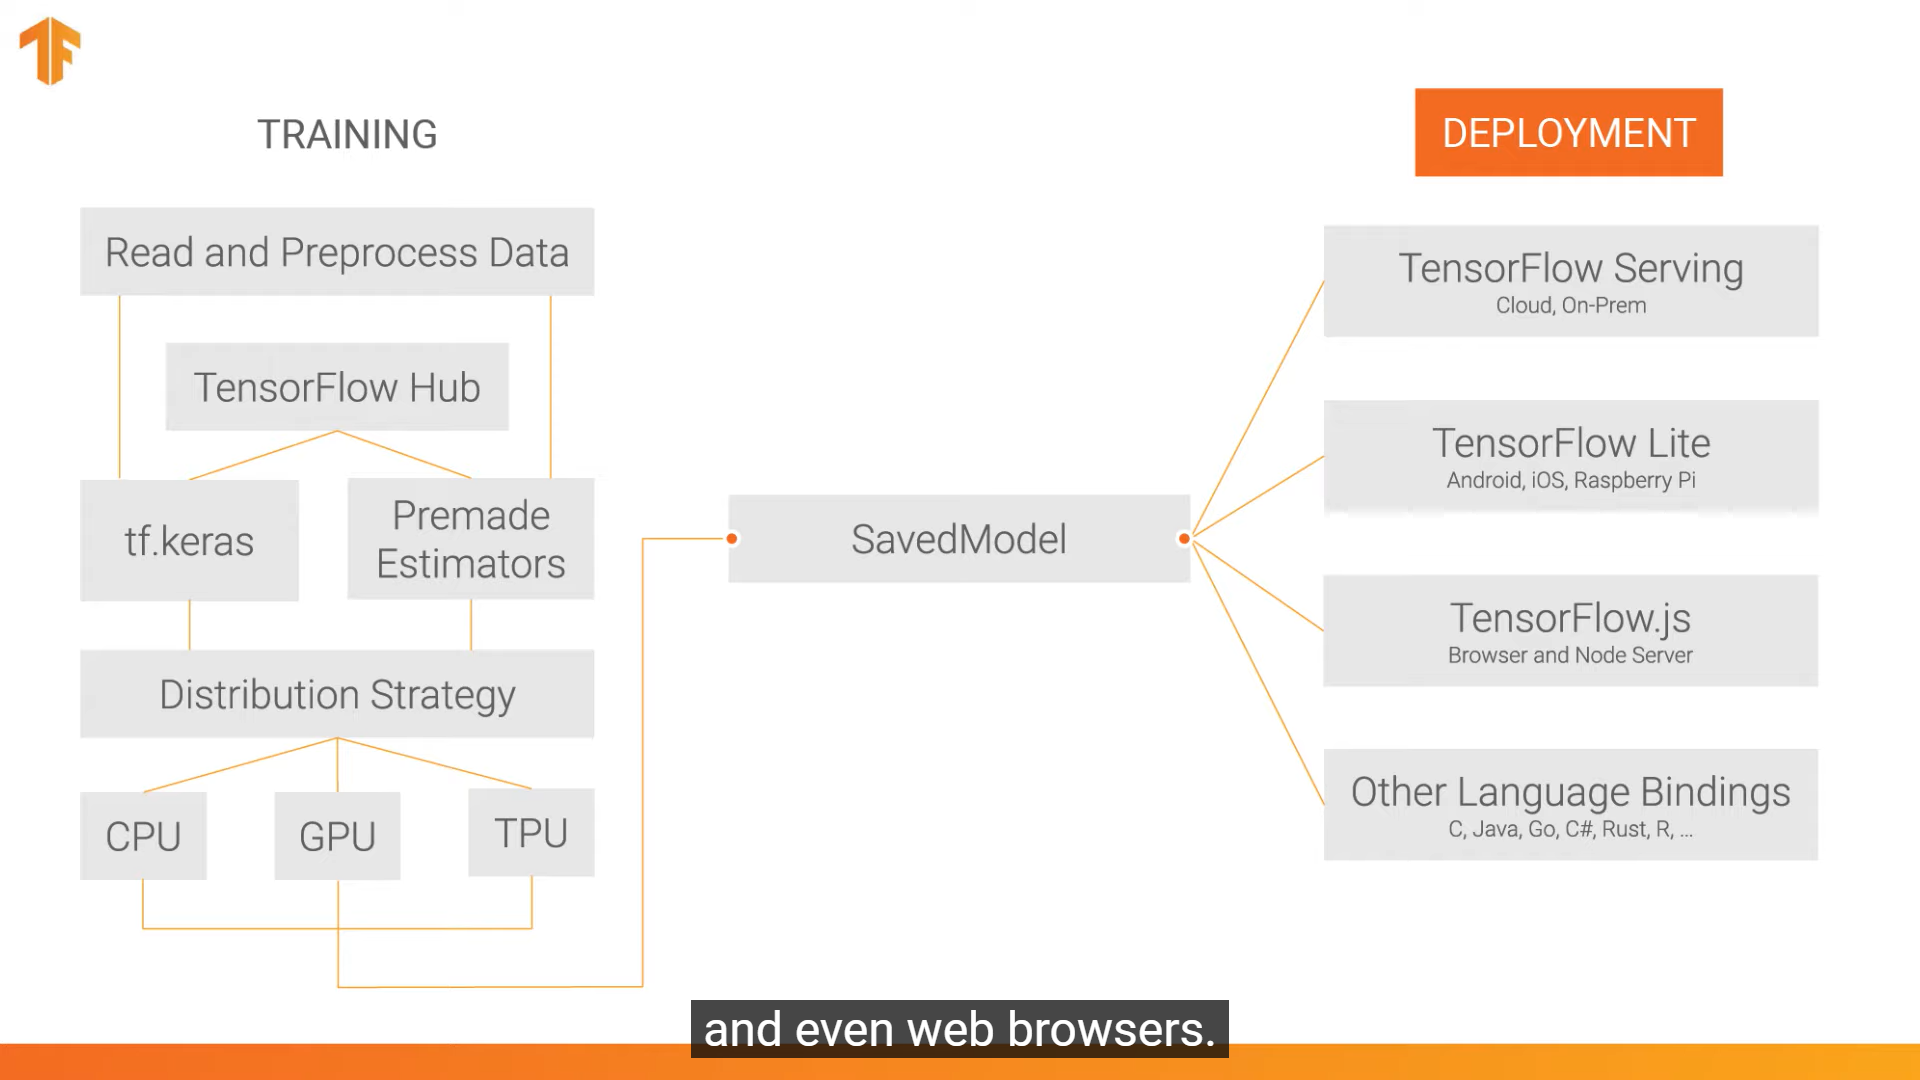 TRAINING
Read and Preprocess Data
TensorFlow Hub
tf.keras
Premade
Estimators
Distribution Strategy
CPU
GPU
TPU
SavedModel
DEPLOYMENT
TensorFlow Serving
Cloud, On-Prem
TensorFlow Lite
Android, iOS, Raspberry Pi
TensorFlow.js
Browser and Node Server
Other Language Bindings
C, Java, Go, C#, Rust, R, ...
and even web browsers.